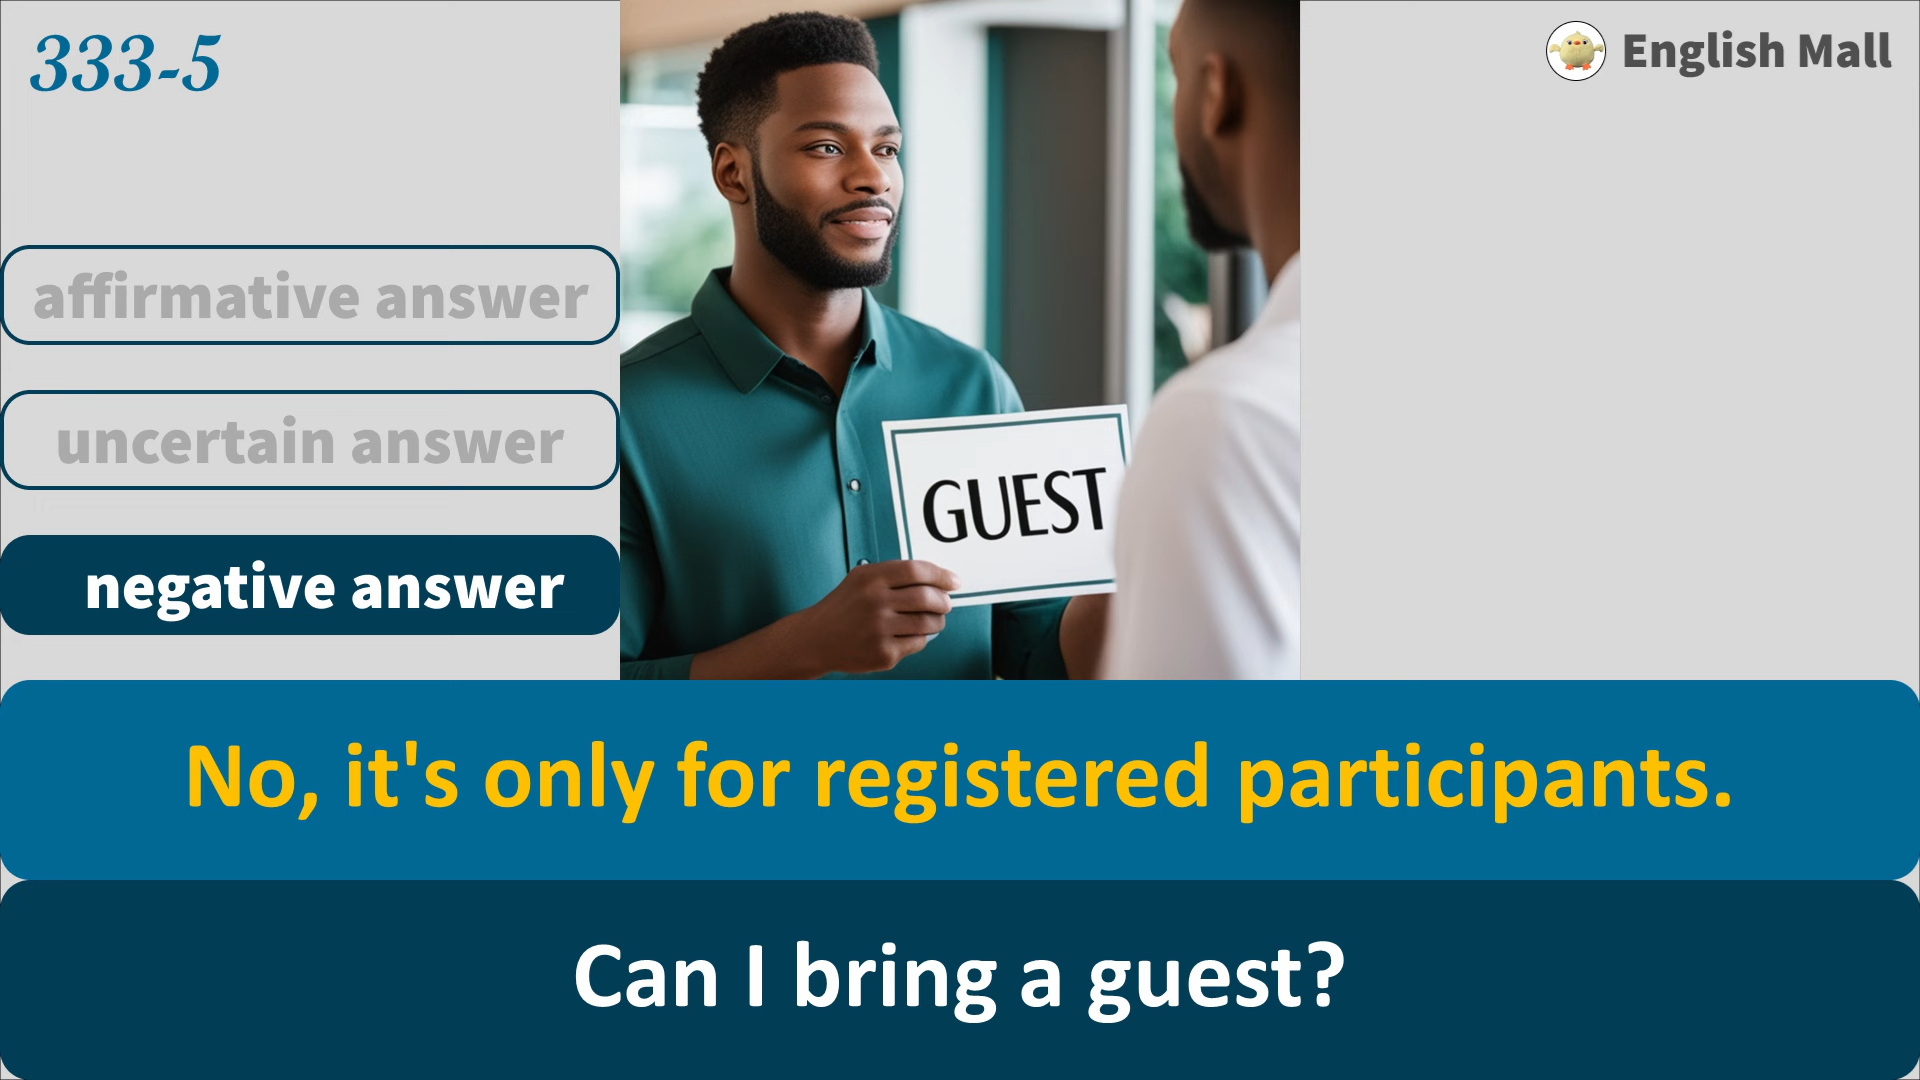 333-5
English Mall
affirmative answer
uncertain answer
negative answer
GUEST
No, it's only for registered participants.
Can I bring a guest?